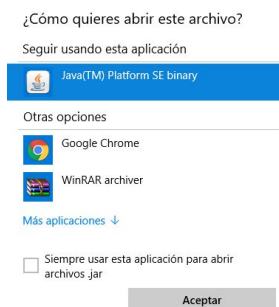 ¿Cómo quieres abrir este archivo?
Seguir usando esta aplicación
Java(TM) Platform SE binary
Otras opciones
Google Chrome
WinRAR archiver
Más aplicaciones ↓
Siempre usar esta aplicación para abrir
archivos .jar
Aceptar